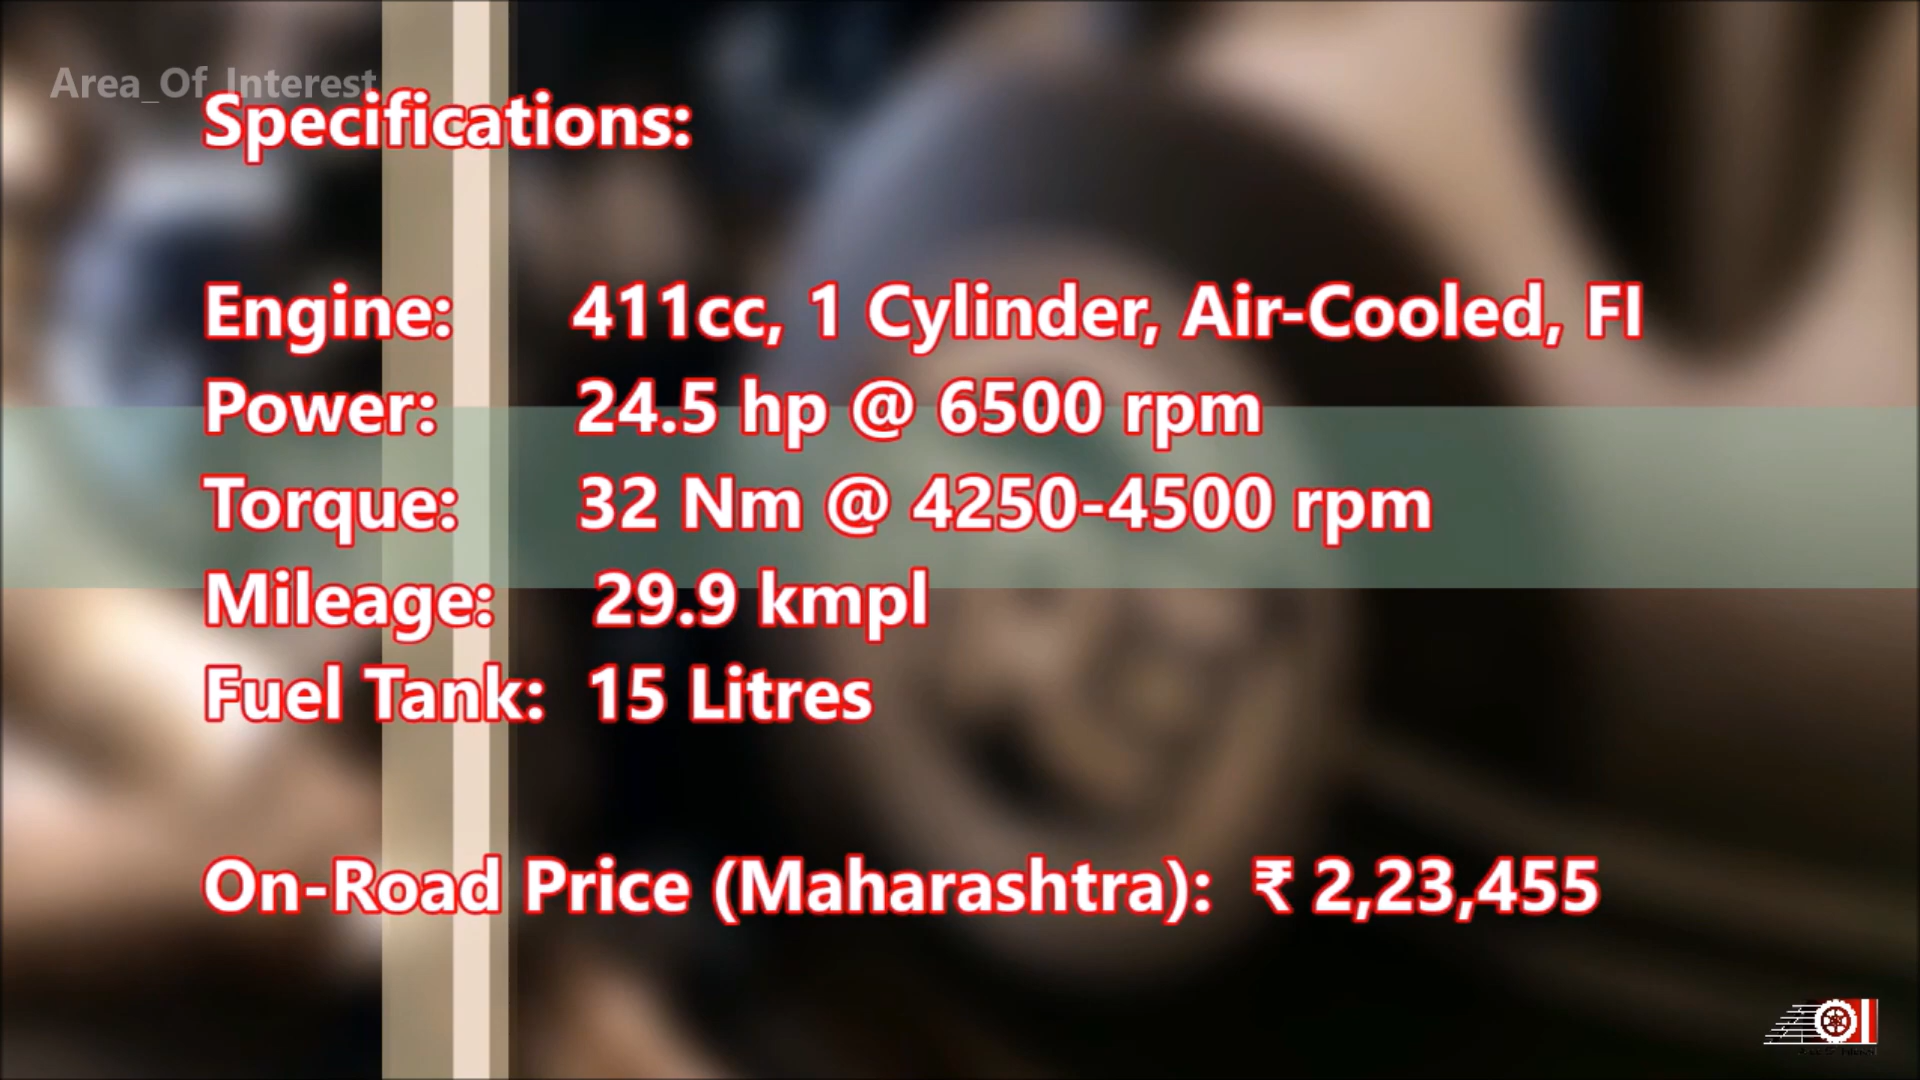 Area_Of_Interest
Specifications:
Engine: 411cc, 1 Cylinder, Air-Cooled, FI
Power: 24.5 hp @ 6500 rpm
Torque: 32 Nm @ 4250-4500 rpm
Mileage: 29.9 kmpl
Fuel Tank: 15 Litres
On-Road Price (Maharashtra): ₹ 2,23,455